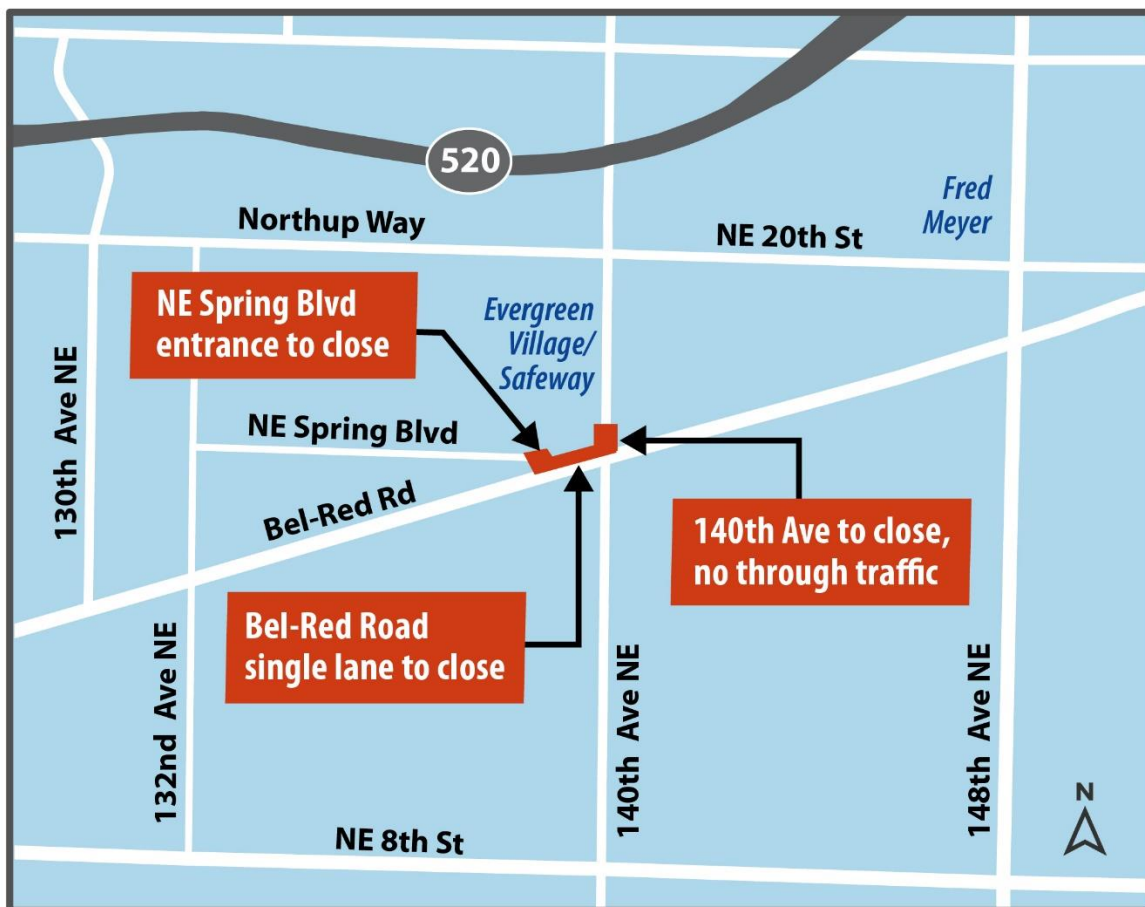 520
Fred
Meyer
Northup Way
NE 20th St
NE Spring Blvd
entrance to close
Evergreen
Village/
Safeway
130th Ave NE
NE Spring Blvd
Bel-Red Rd
140th Ave to close,
no through traffic
Bel-Red Road
single lane to close
132nd Ave NE
140th Ave NE
148th Ave NE
N
NE 8th St